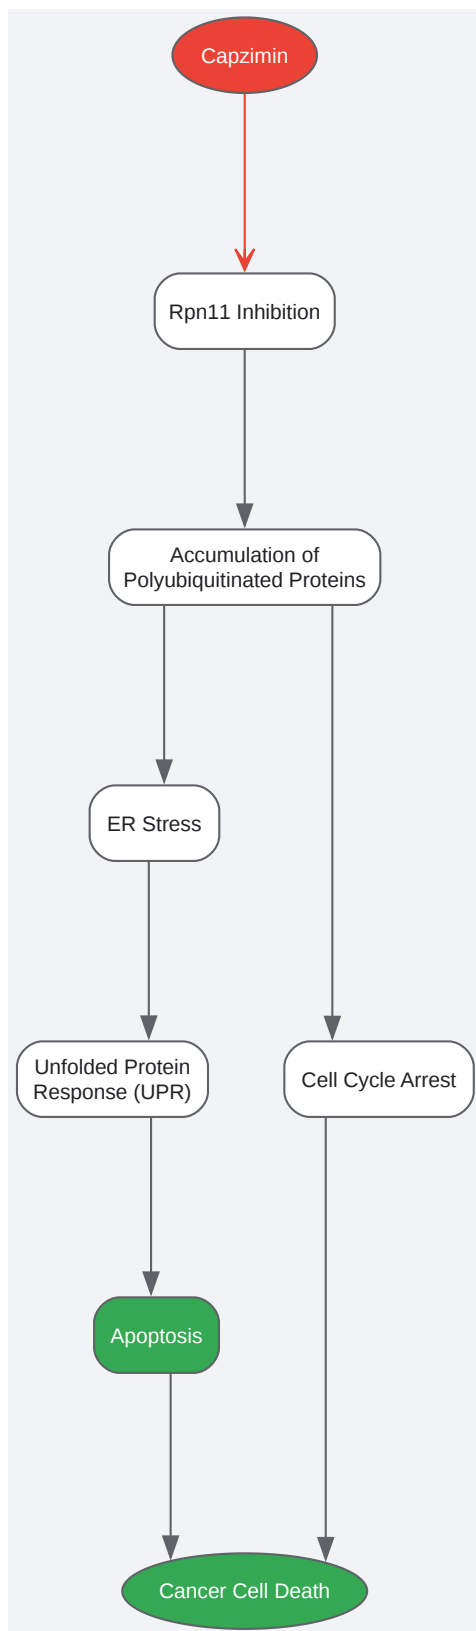 Capzimin
Rpn11 Inhibition
Accumulation of
Polyubiquitinated Proteins
ER Stress
Unfolded Protein
Response (UPR)
Cell Cycle Arrest
Apoptosis
Cancer Cell Death